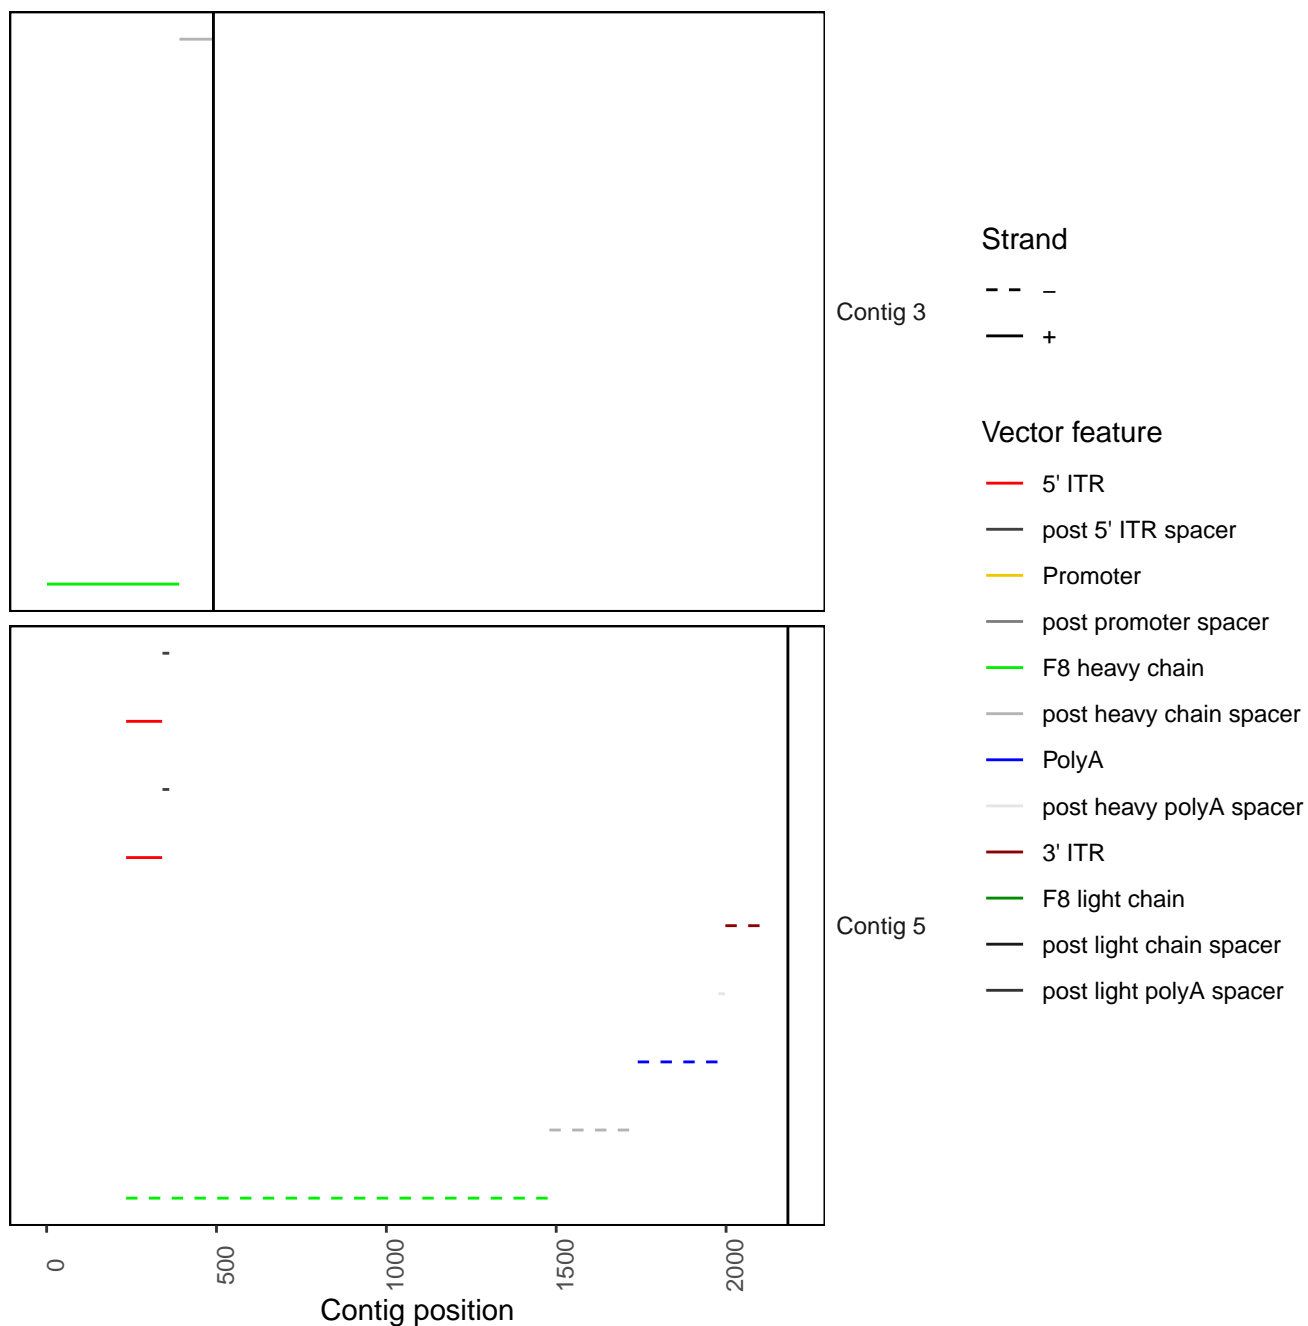 Contig 3
Contig 5
0
500
1000
1500
2000
Contig position
Strand
−
+
Vector feature
5' ITR
post 5' ITR spacer
Promoter
post promoter spacer
F8 heavy chain
post heavy chain spacer
PolyA
post heavy polyA spacer
3' ITR
F8 light chain
post light chain spacer
post light polyA spacer